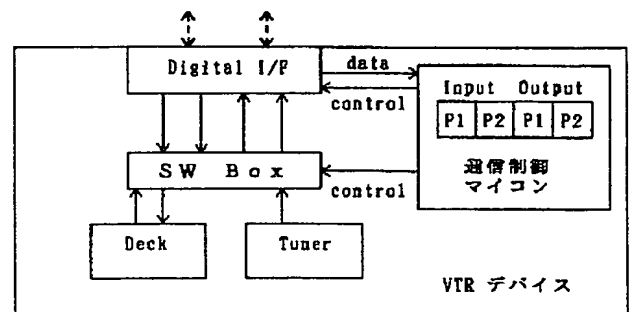 Digital I/F
data
control
Input Output
P1 P2 P1 P2
通信制御
マイコン
SW Box
control
Deck
Tuner
VTR デバイス